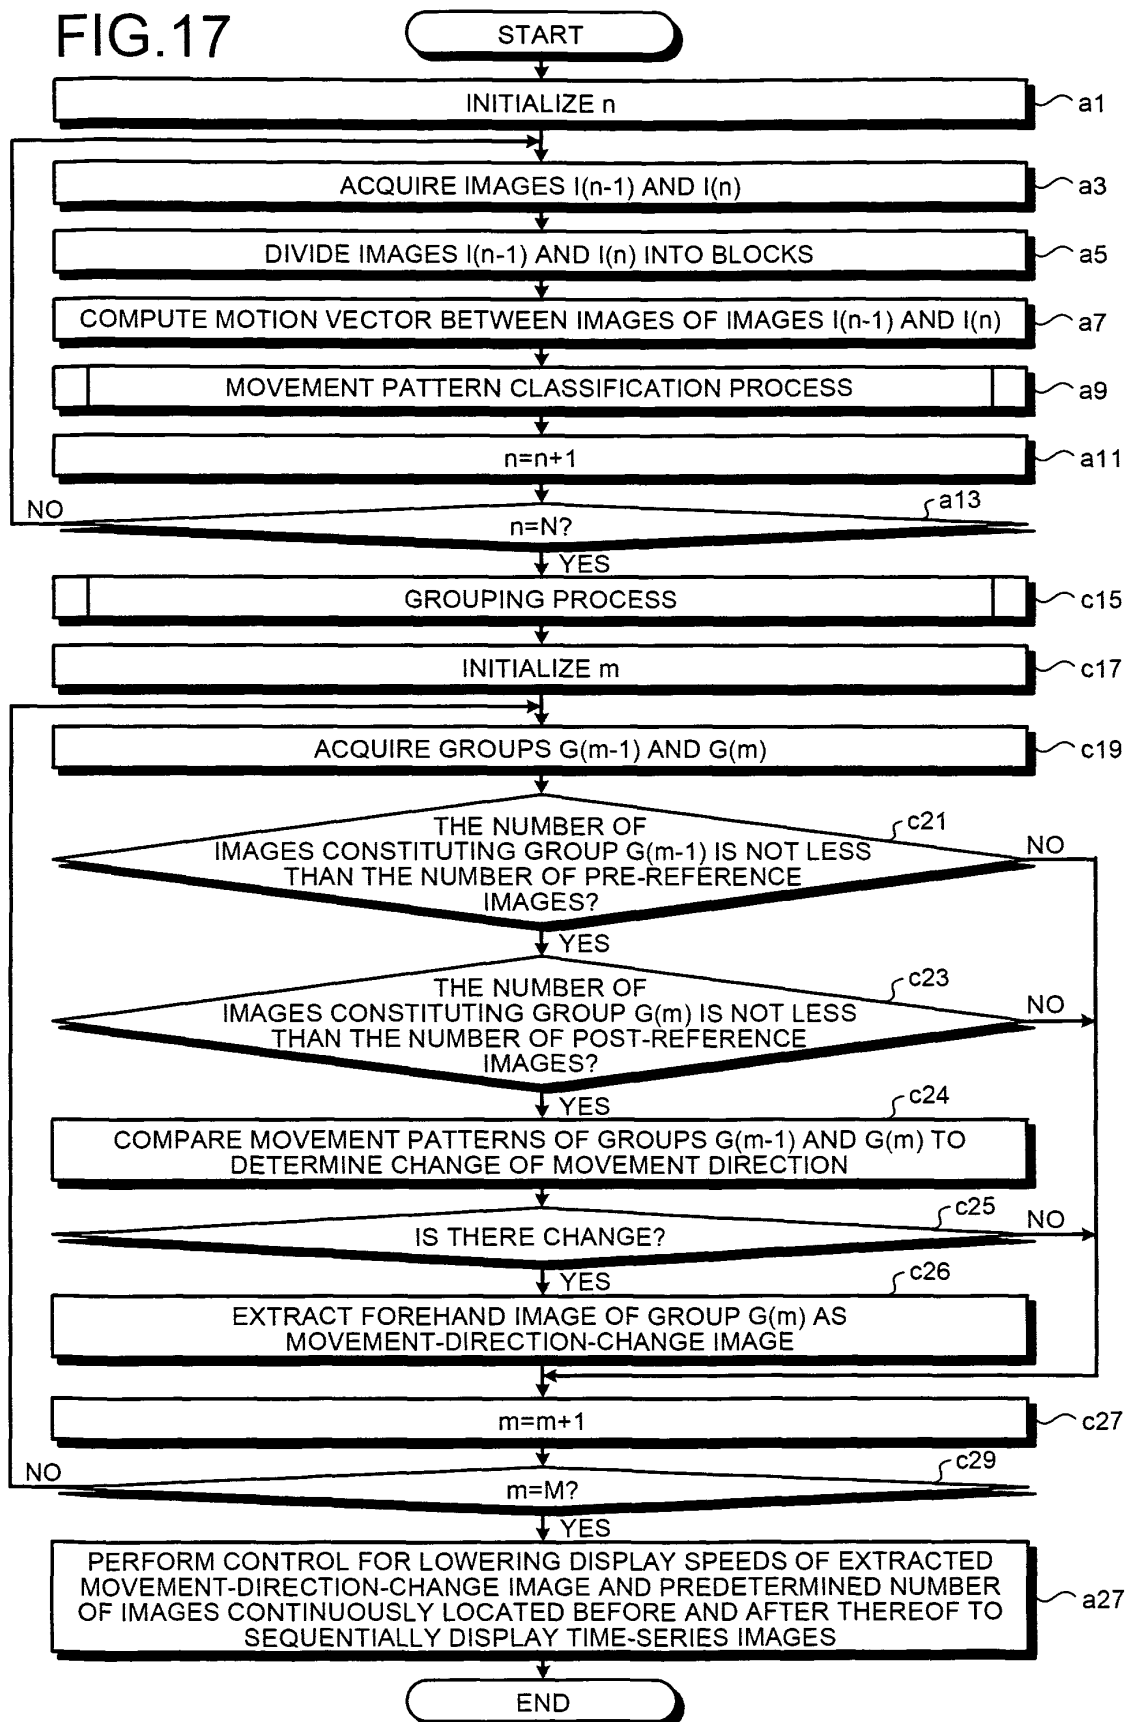 FIG.17
START
INITIALIZE n
a1
ACQUIRE IMAGES I(n-1) AND I(n)
a3
DIVIDE IMAGES I(n-1) AND I(n) INTO BLOCKS
a5
COMPUTE MOTION VECTOR BETWEEN IMAGES OF IMAGES I(n-1) AND I(n)
a7
MOVEMENT PATTERN CLASSIFICATION PROCESS
a9
n=n+1
a11
a13
NO
n=N?
YES
GROUPING PROCESS
c15
INITIALIZE m
c17
ACQUIRE GROUPS G(m-1) AND G(m)
c19
c21
THE NUMBER OF
IMAGES CONSTITUTING GROUP G(m-1) IS NOT LESS
THAN THE NUMBER OF PRE-REFERENCE
IMAGES?
NO
YES
c23
THE NUMBER OF
IMAGES CONSTITUTING GROUP G(m) IS NOT LESS
THAN THE NUMBER OF POST-REFERENCE
IMAGES?
NO
YES
c24
COMPARE MOVEMENT PATTERNS OF GROUPS G(m-1) AND G(m) TO
DETERMINE CHANGE OF MOVEMENT DIRECTION
c25
IS THERE CHANGE?
NO
YES
c26
EXTRACT FOREHAND IMAGE OF GROUP G(m) AS
MOVEMENT-DIRECTION-CHANGE IMAGE
m=m+1
c27
c29
NO
m=M?
YES
PERFORM CONTROL FOR LOWERING DISPLAY SPEEDS OF EXTRACTED
MOVEMENT-DIRECTION-CHANGE IMAGE AND PREDETERMINED NUMBER
OF IMAGES CONTINUOUSLY LOCATED BEFORE AND AFTER THEREOF TO
SEQUENTIALLY DISPLAY TIME-SERIES IMAGES
a27
END